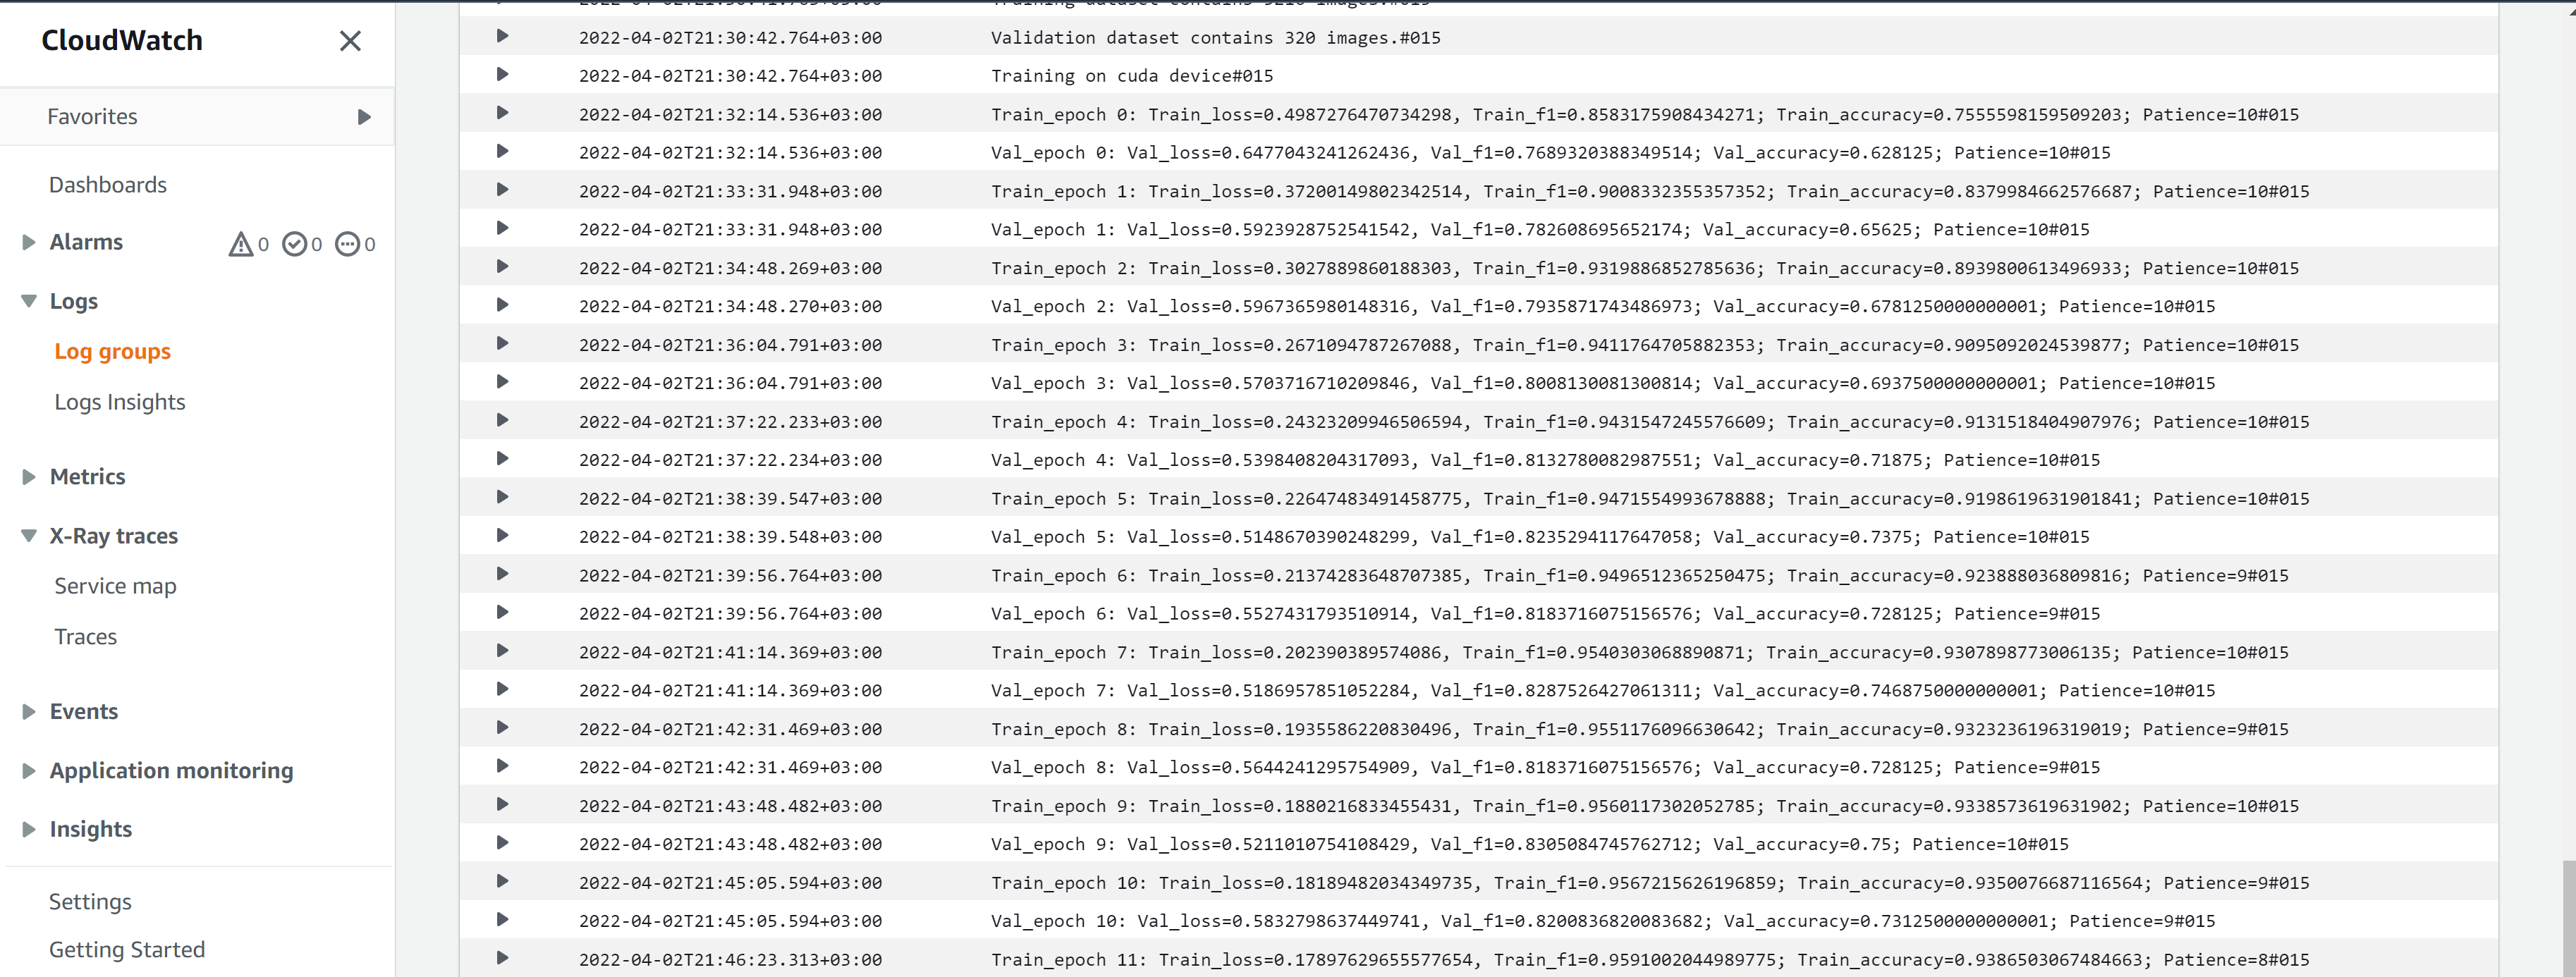 CloudWatch
Favorites
Dashboards
Alarms 0 0 0
Logs
Log groups
Logs Insights
Metrics
X-Ray traces
Service map
Traces
Events
Application monitoring
Insights
Settings
Getting Started
2022-04-02T21:30:42.764+03:00 Validation dataset contains 320 images.#015
2022-04-02T21:30:42.764+03:00 Training on cuda device#015
2022-04-02T21:32:14.536+03:00 Train_epoch 0: Train_loss=0.4987276470734298, Train_f1=0.8583175908434271; Train_accuracy=0.7555598159509203; Patience=10#015
2022-04-02T21:32:14.536+03:00 Val_epoch 0: Val_loss=0.6477043241262436, Val_f1=0.7689320388349514; Val_accuracy=0.628125; Patience=10#015
2022-04-02T21:33:31.948+03:00 Train_epoch 1: Train_loss=0.37200149802342514, Train_f1=0.9008332355357352; Train_accuracy=0.8379984662576687; Patience=10#015
2022-04-02T21:33:31.948+03:00 Val_epoch 1: Val_loss=0.5923928752541542, Val_f1=0.782608695652174; Val_accuracy=0.65625; Patience=10#015
2022-04-02T21:34:48.269+03:00 Train_epoch 2: Train_loss=0.3027889860188303, Train_f1=0.9319886852785636; Train_accuracy=0.8939800613496933; Patience=10#015
2022-04-02T21:34:48.270+03:00 Val_epoch 2: Val_loss=0.5967365980148316, Val_f1=0.7935871743486973; Val_accuracy=0.6781250000000001; Patience=10#015
2022-04-02T21:36:04.791+03:00 Train_epoch 3: Train_loss=0.2671094787267088, Train_f1=0.9411764705882353; Train_accuracy=0.9095092024539877; Patience=10#015
2022-04-02T21:36:04.791+03:00 Val_epoch 3: Val_loss=0.5703716710209846, Val_f1=0.8008130081300814; Val_accuracy=0.6937500000000001; Patience=10#015
2022-04-02T21:37:22.233+03:00 Train_epoch 4: Train_loss=0.24323209946506594, Train_f1=0.9431547245576609; Train_accuracy=0.9131518404907976; Patience=10#015
2022-04-02T21:37:22.234+03:00 Val_epoch 4: Val_loss=0.5398408204317093, Val_f1=0.8132780082987551; Val_accuracy=0.71875; Patience=10#015
2022-04-02T21:38:39.547+03:00 Train_epoch 5: Train_loss=0.22647483491458775, Train_f1=0.9471554993678888; Train_accuracy=0.9198619631901841; Patience=10#015
2022-04-02T21:38:39.548+03:00 Val_epoch 5: Val_loss=0.5148670390248299, Val_f1=0.8235294117647058; Val_accuracy=0.7375; Patience=10#015
2022-04-02T21:39:56.764+03:00 Train_epoch 6: Train_loss=0.21374283648707385, Train_f1=0.9496512365250475; Train_accuracy=0.923888036809816; Patience=9#015
2022-04-02T21:39:56.764+03:00 Val_epoch 6: Val_loss=0.5527431793510914, Val_f1=0.8183716075156576; Val_accuracy=0.728125; Patience=9#015
2022-04-02T21:41:14.369+03:00 Train_epoch 7: Train_loss=0.202390389574086, Train_f1=0.9540303068890871; Train_accuracy=0.9307898773006135; Patience=10#015
2022-04-02T21:41:14.369+03:00 Val_epoch 7: Val_loss=0.5186957851052284, Val_f1=0.8287526427061311; Val_accuracy=0.7468750000000001; Patience=10#015
2022-04-02T21:42:31.469+03:00 Train_epoch 8: Train_loss=0.1935586220830496, Train_f1=0.9551176096630642; Train_accuracy=0.9323236196319019; Patience=9#015
2022-04-02T21:42:31.469+03:00 Val_epoch 8: Val_loss=0.5644241295754909, Val_f1=0.8183716075156576; Val_accuracy=0.728125; Patience=9#015
2022-04-02T21:43:48.482+03:00 Train_epoch 9: Train_loss=0.1880216833455431, Train_f1=0.9560117302052785; Train_accuracy=0.9338573619631902; Patience=10#015
2022-04-02T21:43:48.482+03:00 Val_epoch 9: Val_loss=0.5211010754108429, Val_f1=0.8305084745762712; Val_accuracy=0.75; Patience=10#015
2022-04-02T21:45:05.594+03:00 Train_epoch 10: Train_loss=0.18189482034349735, Train_f1=0.9567215626196859; Train_accuracy=0.9350076687116564; Patience=9#015
2022-04-02T21:45:05.594+03:00 Val_epoch 10: Val_loss=0.5832798637449741, Val_f1=0.8200836820083682; Val_accuracy=0.7312500000000001; Patience=9#015
2022-04-02T21:46:23.313+03:00 Train_epoch 11: Train_loss=0.17897629655577654, Train_f1=0.9591002044989775; Train_accuracy=0.9386503067484663; Patience=8#015